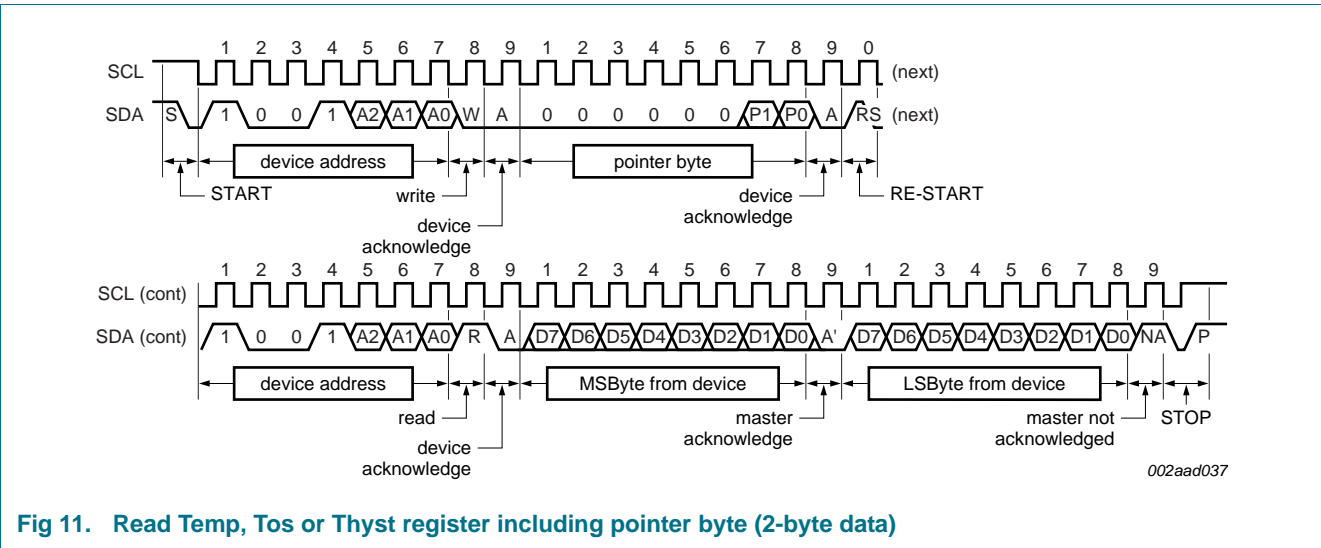 1 2 3 4 5 6 7 8 9 1 2 3 4 5 6 7 8 9 0
SCL (next)
SDA S 1 0 0 1 A2 A1 A0 W A 0 0 0 0 0 0 P1 P0 A RS (next)
device address pointer byte
START write device RE-START
acknowledge
device
acknowledge
1 2 3 4 5 6 7 8 9 1 2 3 4 5 6 7 8 9 1 2 3 4 5 6 7 8 9
SCL (cont)
SDA (cont) 1 0 0 1 A2 A1 A0 R A D7 D6 D5 D4 D3 D2 D1 D0 A' D7 D6 D5 D4 D3 D2 D1 D0 NA P
device address MSByte from device LSByte from device
read master master not STOP
acknowledge acknowledged
device
acknowledge
002aad037
Fig 11. Read Temp, Tos or Thyst register including pointer byte (2-byte data)